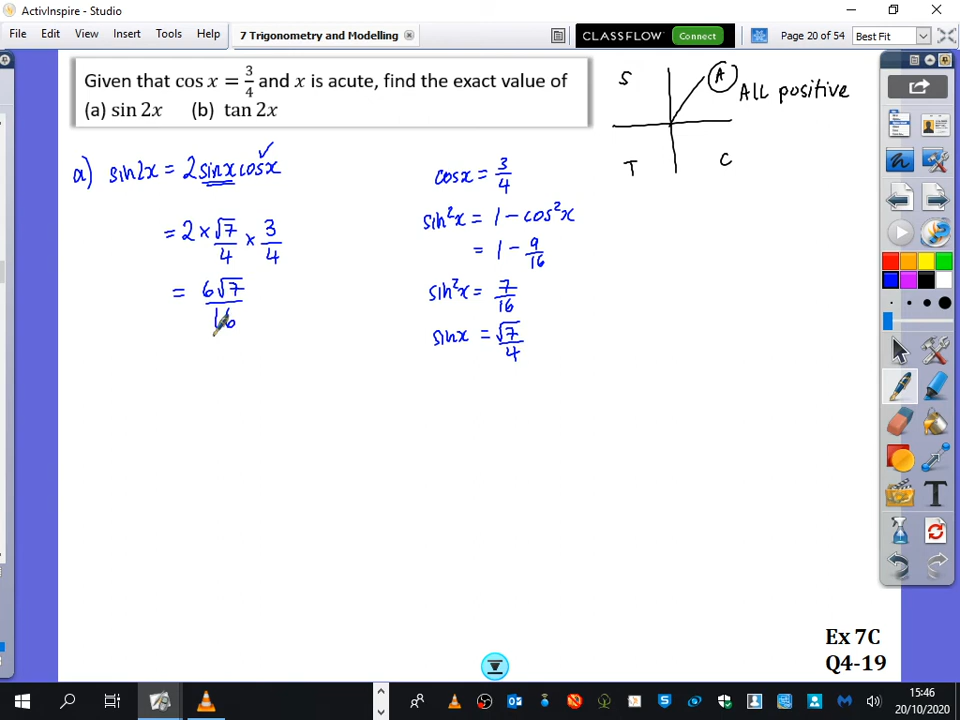 ActivInspire - Studio
File Edit View Insert Tools Help
7 Trigonometry and Modelling
CLASSFLOW Connect
Page 20 of 54
Best Fit
Given that cos x = 3/4 and x is acute, find the exact value of
(a) sin 2x (b) tan 2x
S A
T C
ALL positive
a) sin2x = 2sinxcosx ✓
= 2 × √7/4 × 3/4
= 6√7/16
cosx = 3/4
sin²x = 1 - cos²x
= 1 - 9/16
sin²x = 7/16
sinx = √7/4
Ex 7C
Q4-19
15:46
20/10/2020